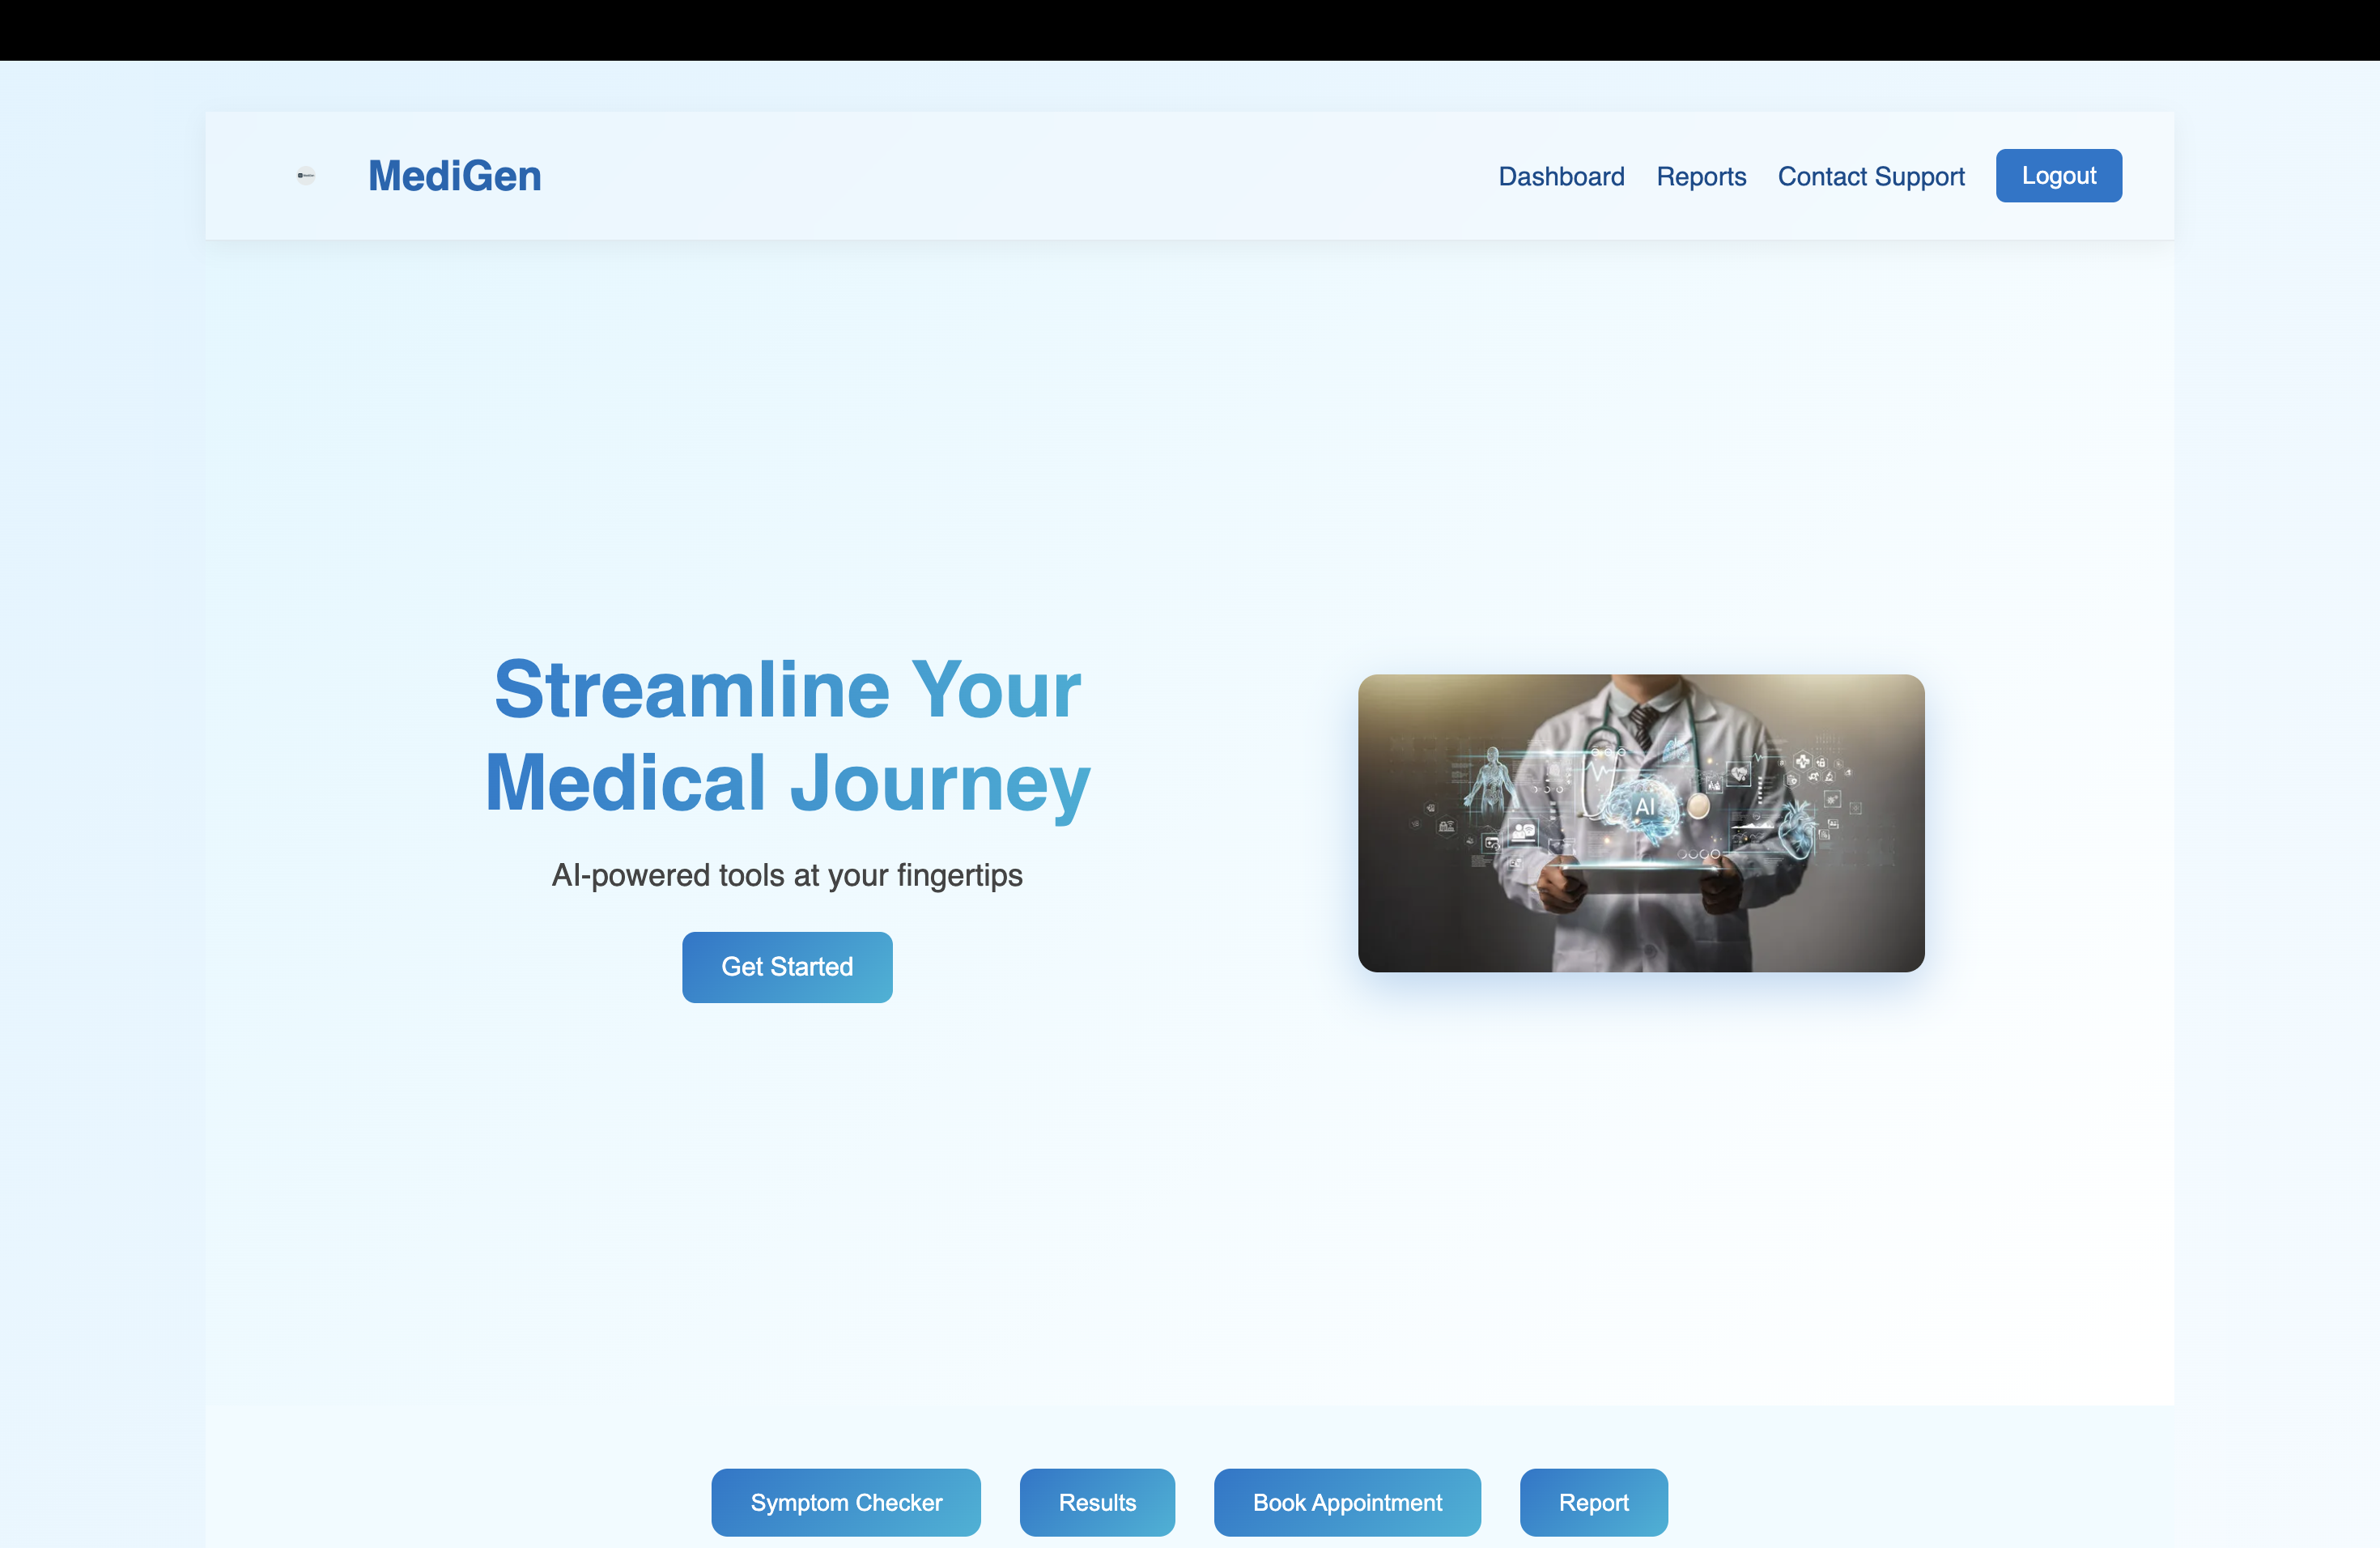 MediGen
Dashboard
Reports
Contact Support
Logout
Streamline Your
Medical Journey
AI-powered tools at your fingertips
Get Started
AI
Symptom Checker
Results
Book Appointment
Report